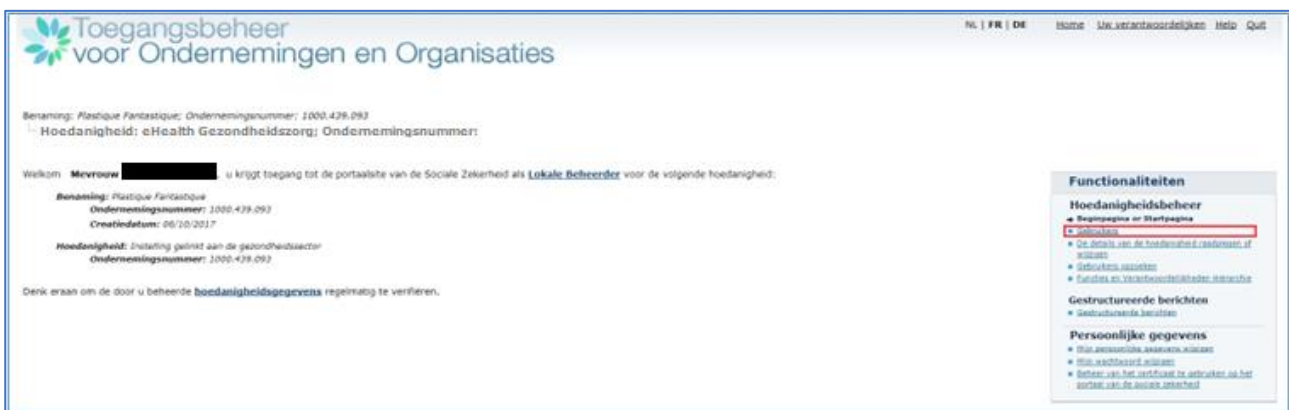 Toegangsbeheer
voor Ondernemingen en Organisaties
NL | FR | DE Home Uw verantwoordelijken Help Quit
Benaming: Plastique Fantastique; Ondernemingsnummer: 1000.439.093
Hoedanigheid: eHealth Gezondheidszorg; Ondernemingsnummer:
Welkom Mevrouw , u krijgt toegang tot de portaalsite van de Sociale Zekerheid als Lokale Beheerder voor de volgende hoedanigheid:
Benaming: Plastique Fantastique
Ondernemingsnummer: 1000.439.093
Creatiedatum: 06/10/2017
Hoedanigheid: Instelling gelinkt aan de gezondheidssector
Ondernemingsnummer: 1000.439.093
Denk eraan om de door u beheerde hoedanigheidsgegevens regelmatig te verifiëren.
Functionaliteiten
Hoedanigheidsbeheer
Beginpagina or Startpagina
Gebruikers
De details van de hoedanigheid raadplegen of
wijzigen
Gebruikers opzoeken
Functies en Verantwoordelijkheden Hiërarchie
Gestructureerde berichten
Gestructureerde berichten
Persoonlijke gegevens
Mijn persoonlijke gegevens wijzigen
Mijn wachtwoord wijzigen
Beheer van het certificaat te gebruiken op het
portaal van de sociale zekerheid